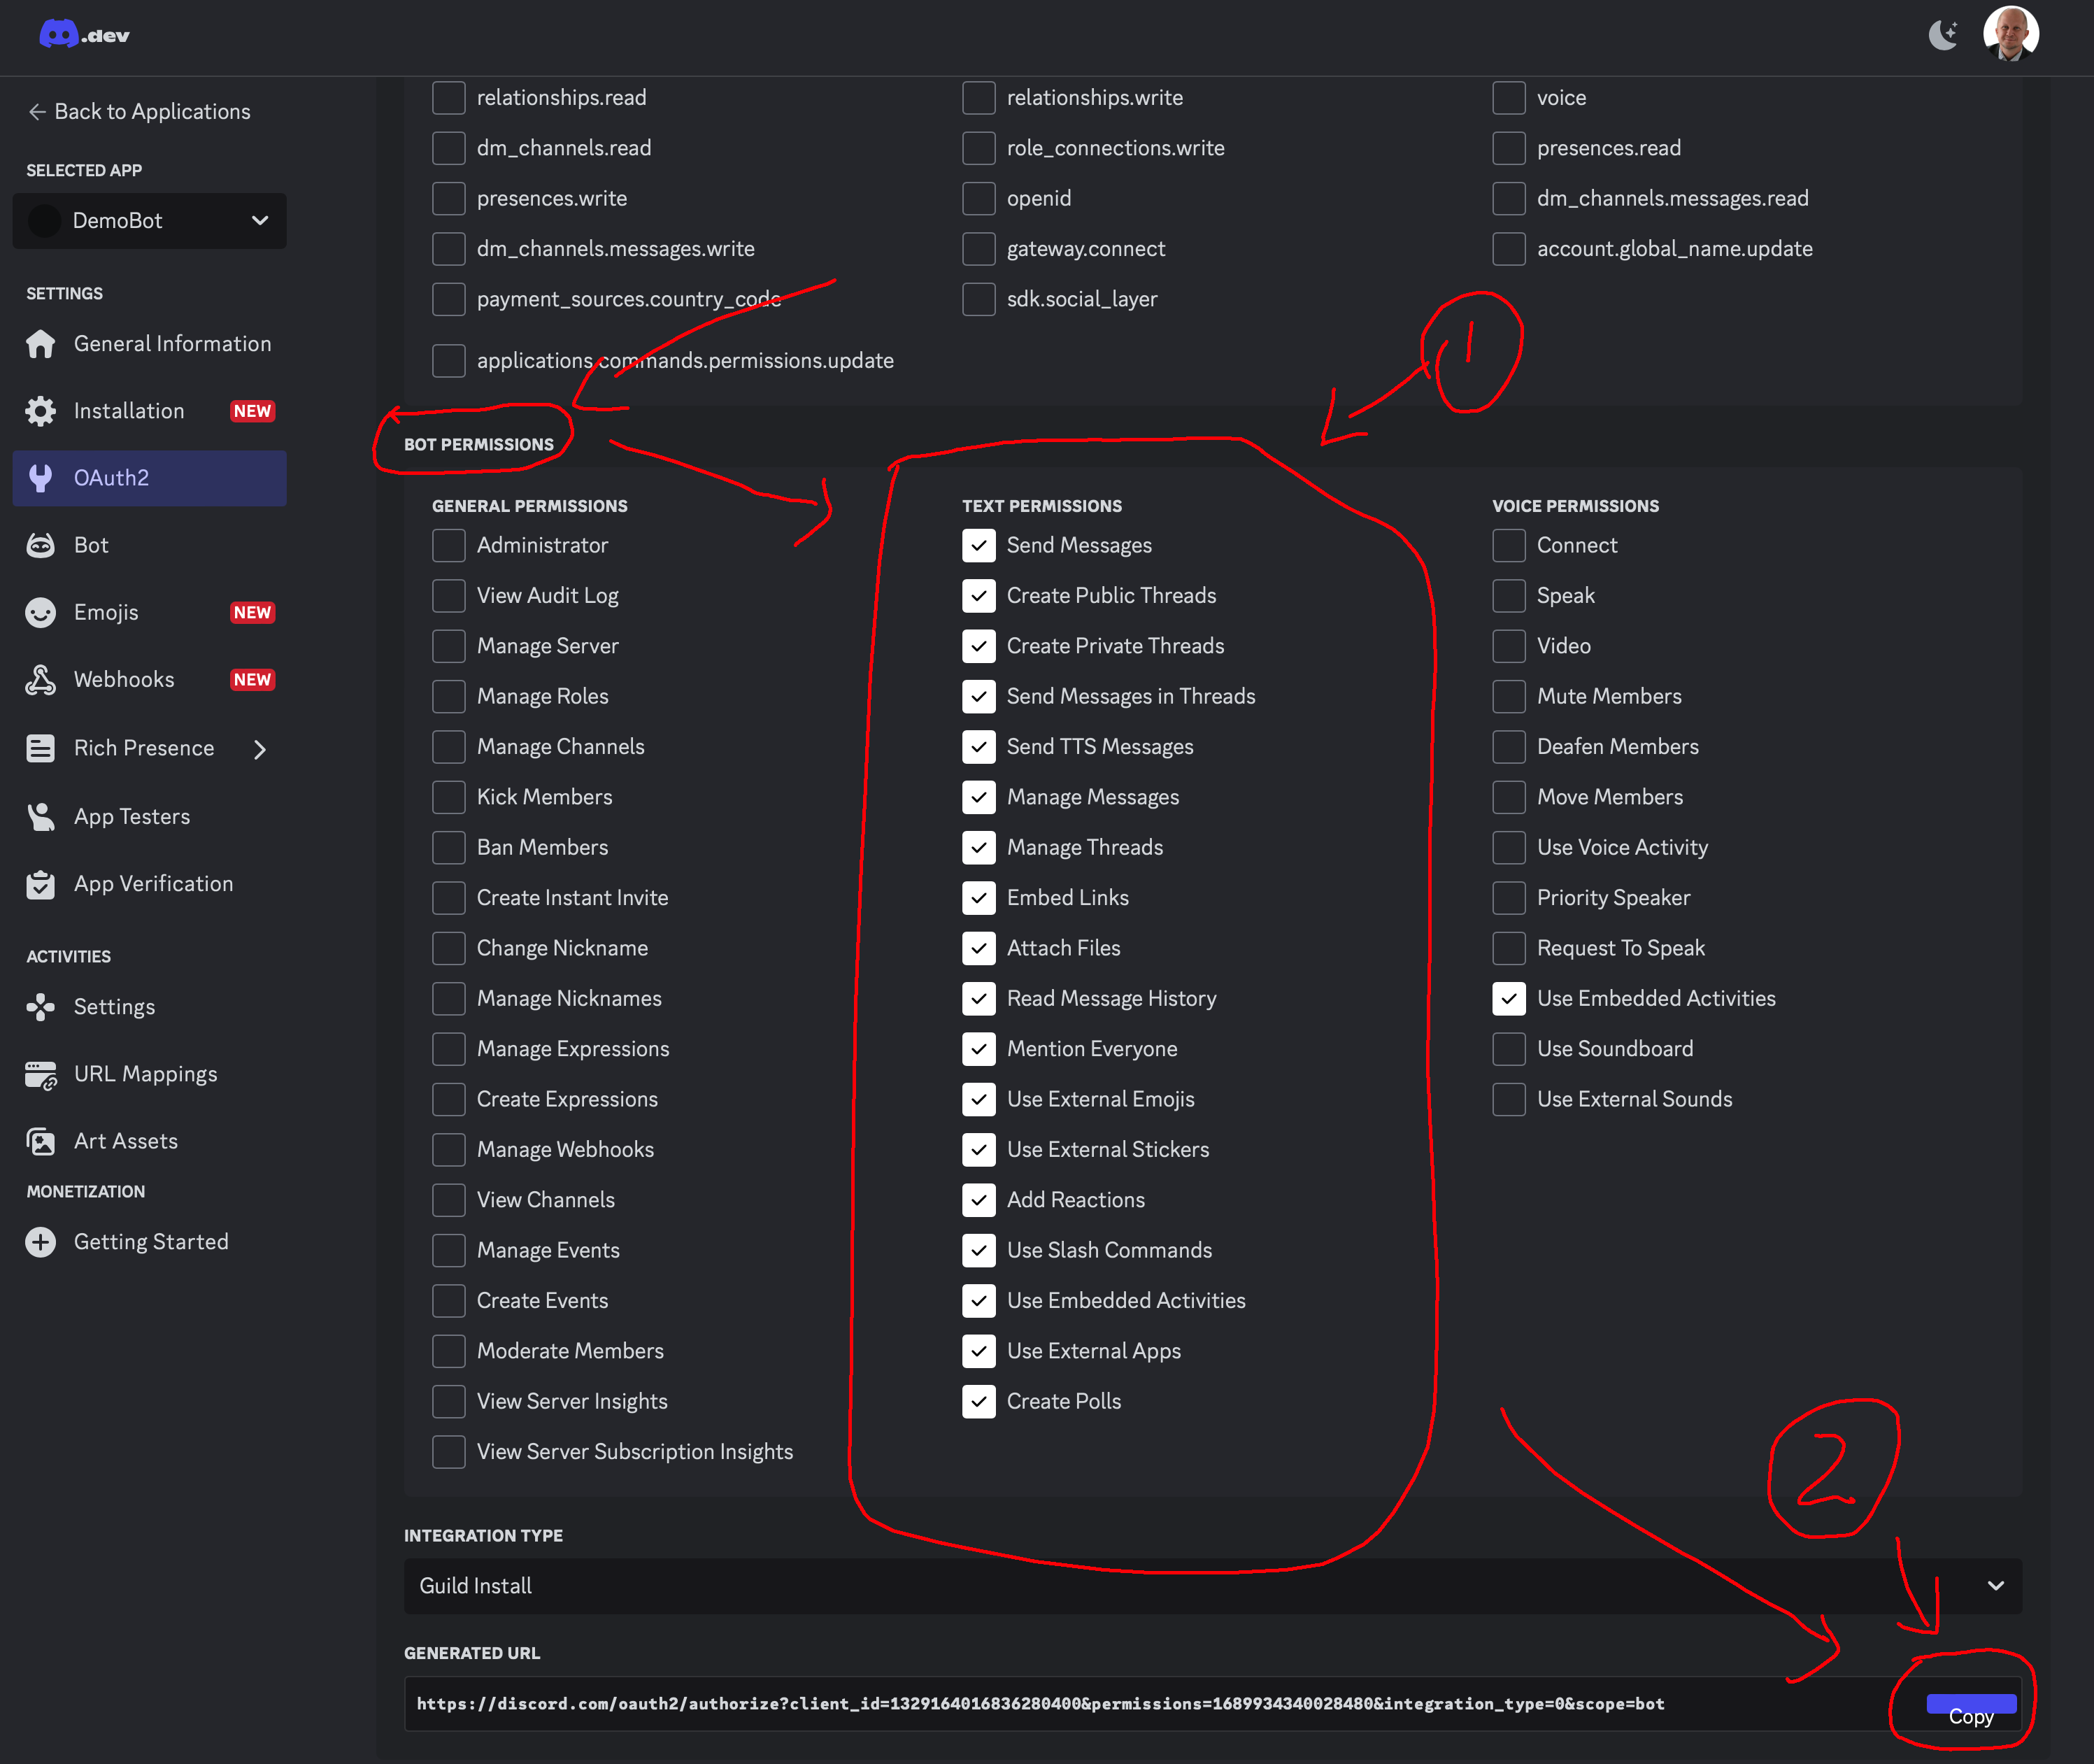 .dev
Back to Applications
SELECTED APP
DemoBot
SETTINGS
General Information
Installation NEW
OAuth2
Bot
Emojis NEW
Webhooks NEW
Rich Presence
App Testers
App Verification
ACTIVITIES
Settings
URL Mappings
Art Assets
MONETIZATION
Getting Started
relationships.read relationships.write voice
dm_channels.read role_connections.write presences.read
presences.write openid dm_channels.messages.read
dm_channels.messages.write gateway.connect account.global_name.update
payment_sources.country_code sdk.social_layer
applications.commands.permissions.update
1
BOT PERMISSIONS
GENERAL PERMISSIONS
Administrator
View Audit Log
Manage Server
Manage Roles
Manage Channels
Kick Members
Ban Members
Create Instant Invite
Change Nickname
Manage Nicknames
Manage Expressions
Create Expressions
Manage Webhooks
View Channels
Manage Events
Create Events
Moderate Members
View Server Insights
View Server Subscription Insights
TEXT PERMISSIONS
Send Messages
Create Public Threads
Create Private Threads
Send Messages in Threads
Send TTS Messages
Manage Messages
Manage Threads
Embed Links
Attach Files
Read Message History
Mention Everyone
Use External Emojis
Use External Stickers
Add Reactions
Use Slash Commands
Use Embedded Activities
Use External Apps
Create Polls
VOICE PERMISSIONS
Connect
Speak
Video
Mute Members
Deafen Members
Move Members
Use Voice Activity
Priority Speaker
Request To Speak
Use Embedded Activities
Use Soundboard
Use External Sounds
2
INTEGRATION TYPE
Guild Install
GENERATED URL
https://discord.com/oauth2/authorize?client_id=1329164016836280400&permissions=1689934340028480&integration_type=0&scope=bot
Copy